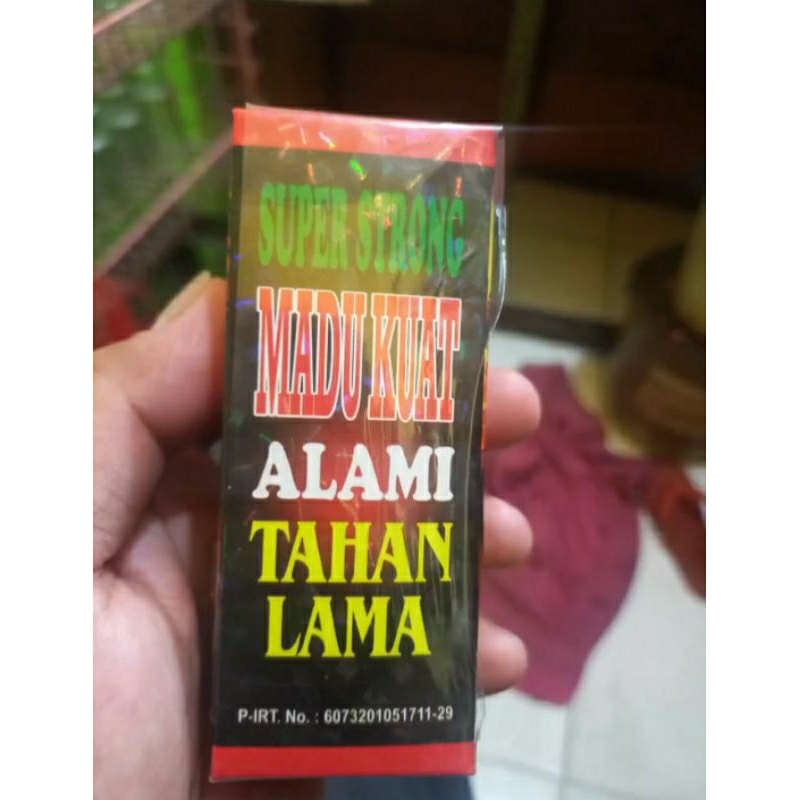 SUPER STRONG
MADU KUAT
ALAMI
TAHAN
LAMA
P-IRT. No. : 6073201051711-29